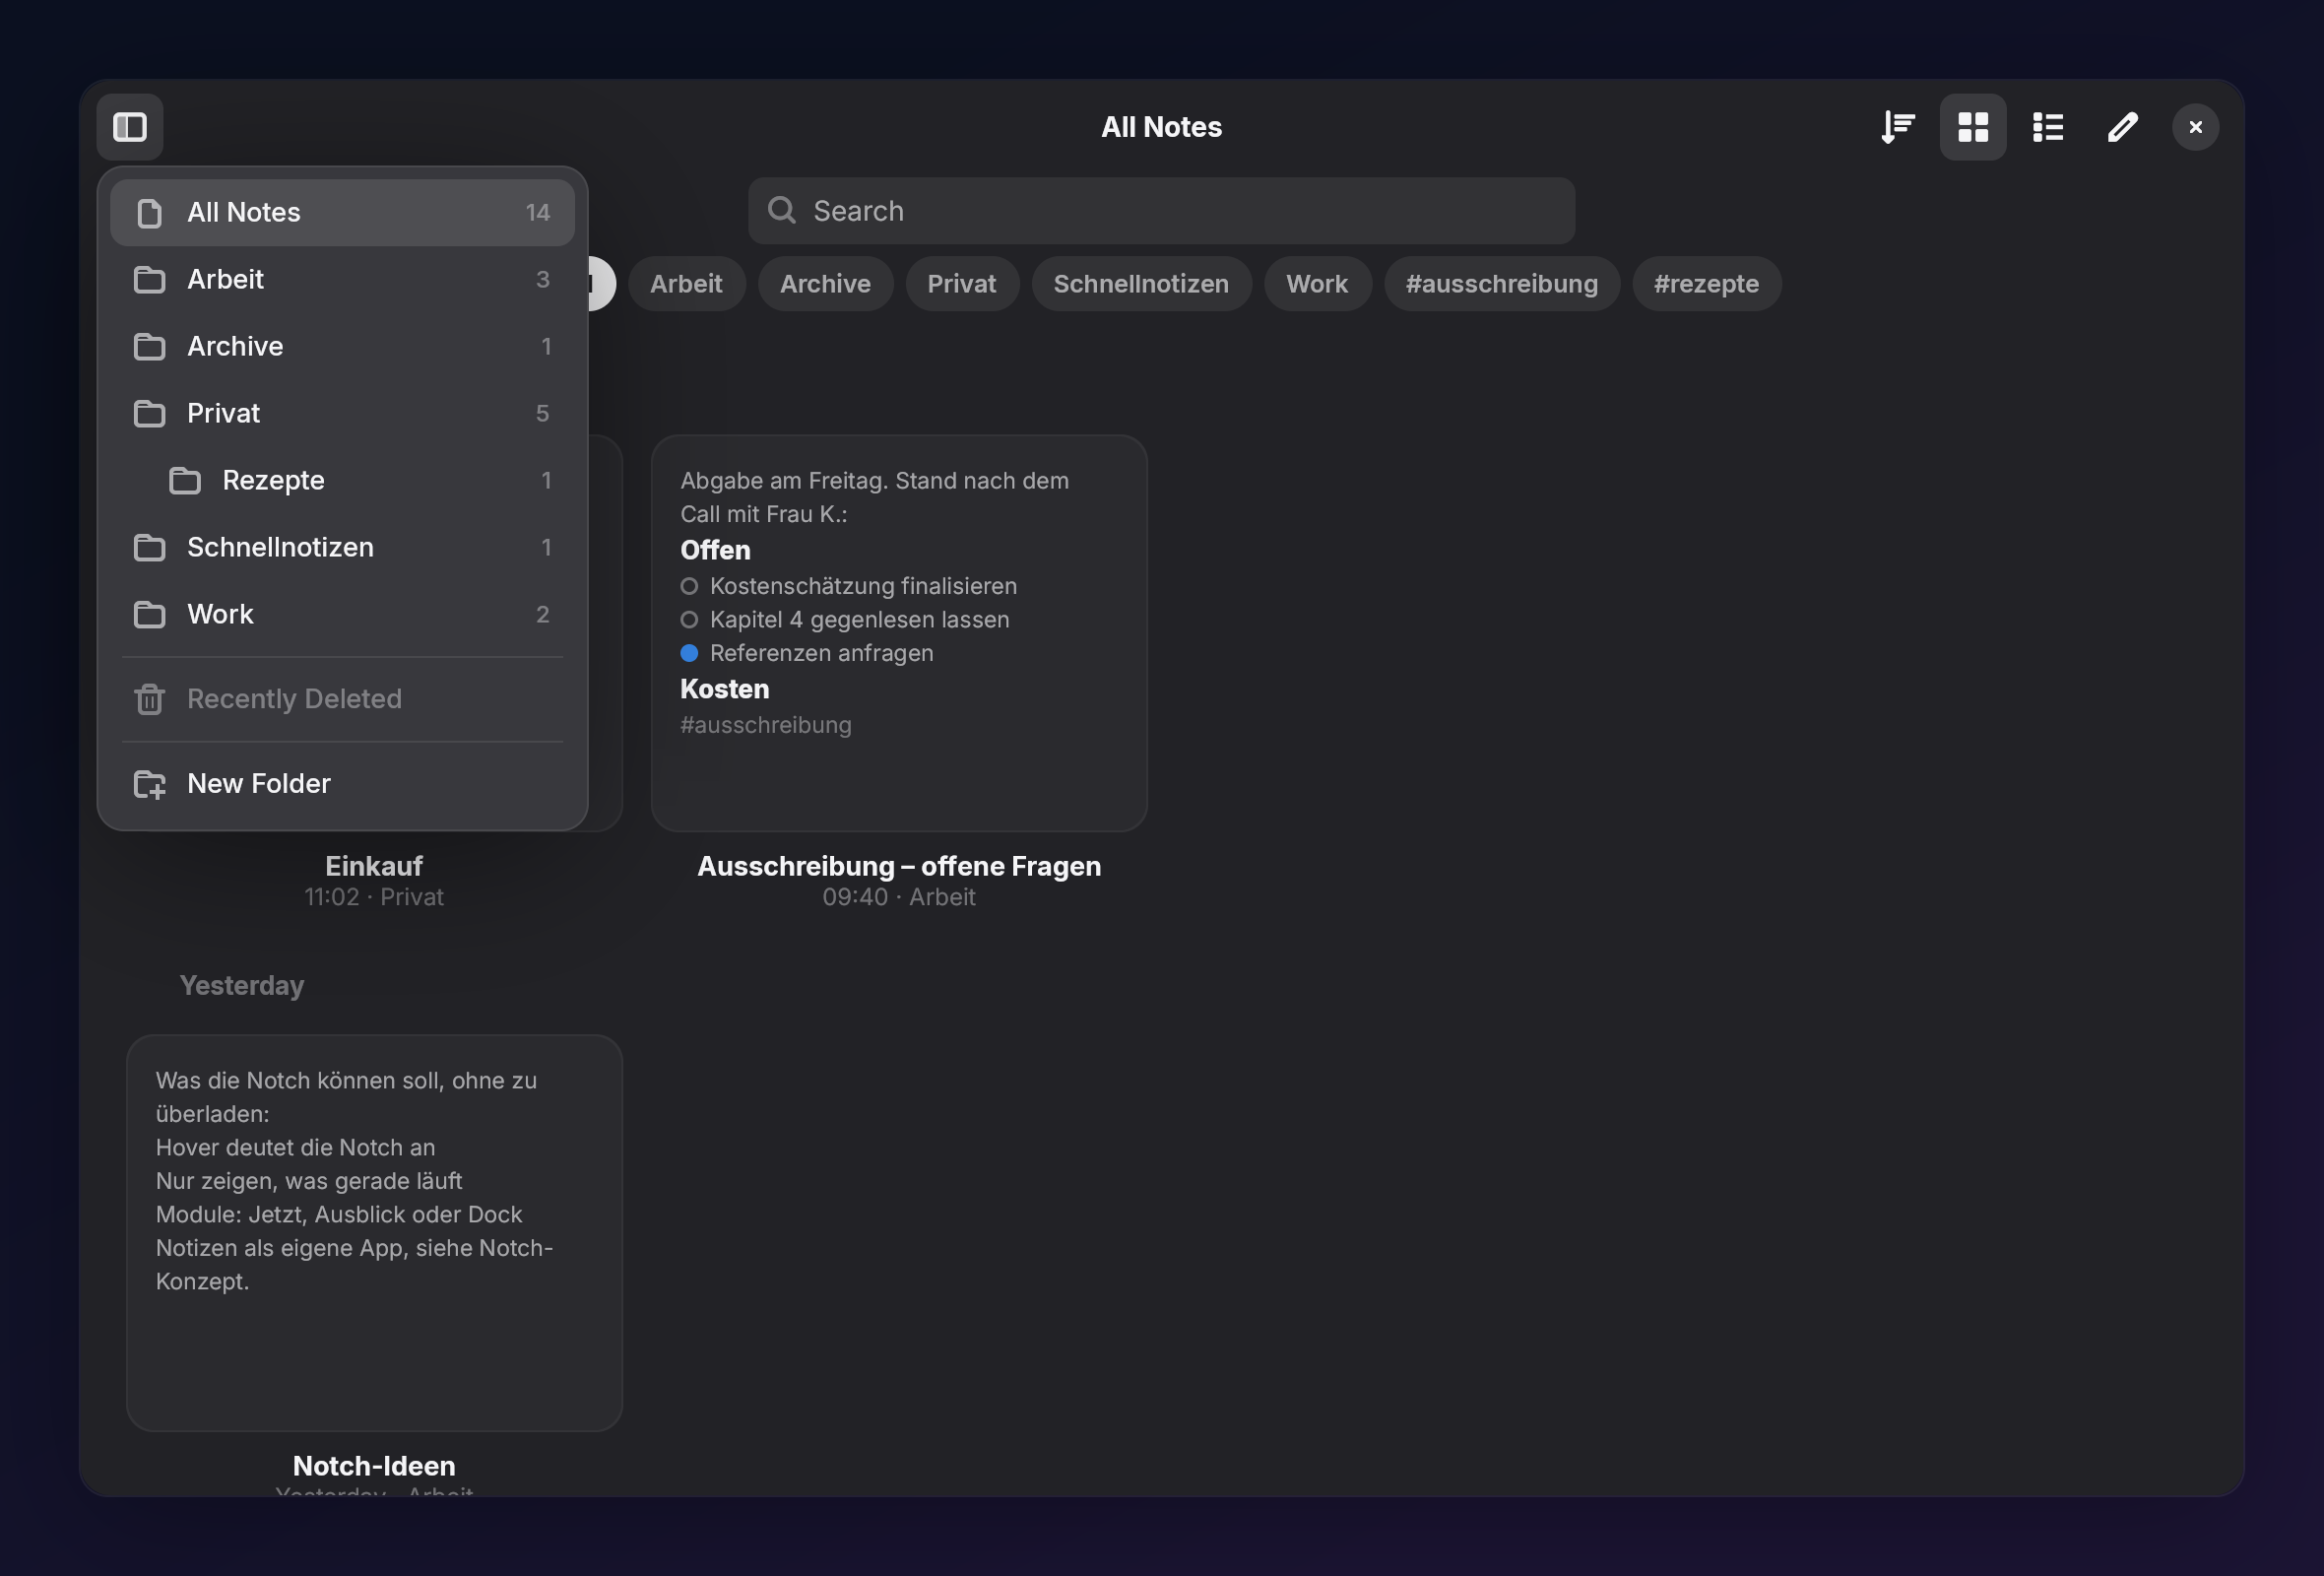 All Notes
Search
All Notes 14
Arbeit 3
Archive 1
Privat 5
Rezepte 1
Schnellnotizen 1
Work 2
Recently Deleted
New Folder
Arbeit Archive Privat Schnellnotizen Work #ausschreibung #rezepte
Abgabe am Freitag. Stand nach dem
Call mit Frau K.:
Offen
Kostenschätzung finalisieren
Kapitel 4 gegenlesen lassen
Referenzen anfragen
Kosten
#ausschreibung
Einkauf
11:02 · Privat
Ausschreibung – offene Fragen
09:40 · Arbeit
Yesterday
Was die Notch können soll, ohne zu
überladen:
Hover deutet die Notch an
Nur zeigen, was gerade läuft
Module: Jetzt, Ausblick oder Dock
Notizen als eigene App, siehe Notch-
Konzept.
Notch-Ideen
Yesterday · Arbeit